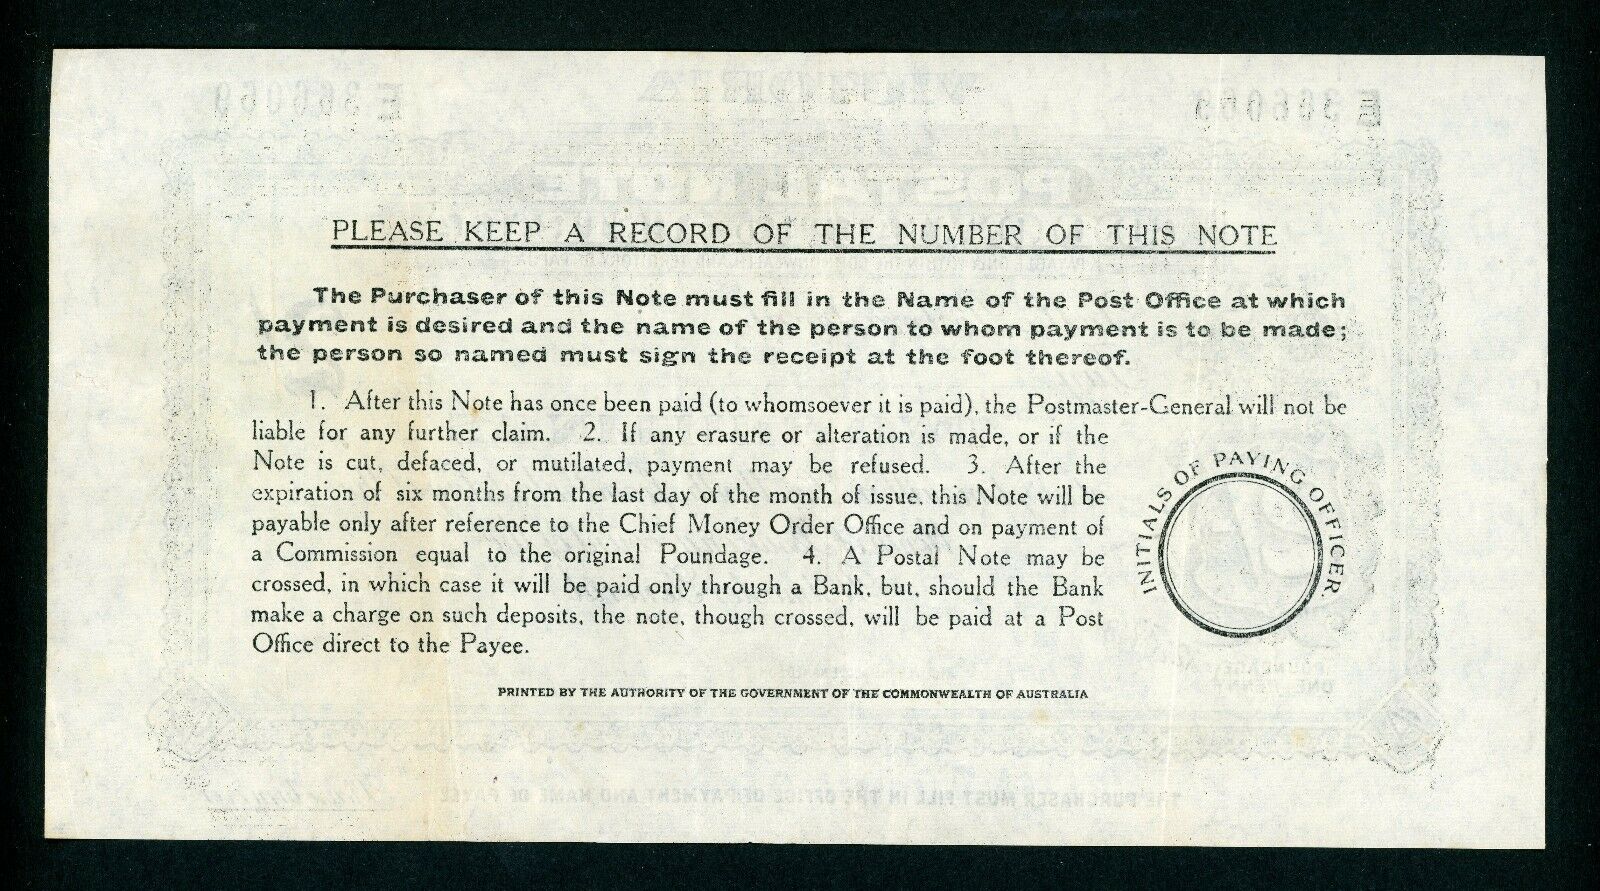 PLEASE KEEP A RECORD OF THE NUMBER OF THIS NOTE
The Purchaser of this Note must fill in the Name of the Post Office at which
payment is desired and the name of the person to whom payment is to be made;
the person so named must sign the receipt at the foot thereof.
1. After this Note has once been paid (to whomsoever it is paid), the Postmaster-General will not be
liable for any further claim. 2. If any erasure or alteration is made, or if the
Note is cut, defaced, or mutilated, payment may be refused. 3. After the
expiration of six months from the last day of the month of issue, this Note will be
payable only after reference to the Chief Money Order Office and on payment of
a Commission equal to the original Poundage. 4. A Postal Note may be
crossed, in which case it will be paid only through a Bank, but, should the Bank
make a charge on such deposits, the note, though crossed, will be paid at a Post
Office direct to the Payee.
INITIALS OF PAYING OFFICER
PRINTED BY THE AUTHORITY OF THE GOVERNMENT OF THE COMMONWEALTH OF AUSTRALIA